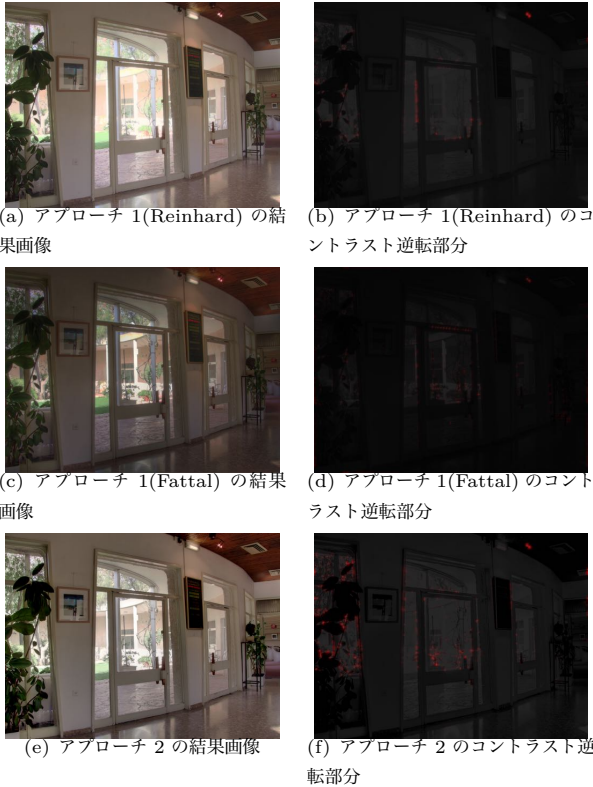 (a) アプローチ 1(Reinhard) の結
果画像
(b) アプローチ 1(Reinhard) のコ
ントラスト逆転部分
(c) アプローチ 1(Fattal) の結果
画像
(d) アプローチ 1(Fattal) のコント
ラスト逆転部分
(e) アプローチ 2 の結果画像
(f) アプローチ 2 のコントラスト逆
転部分